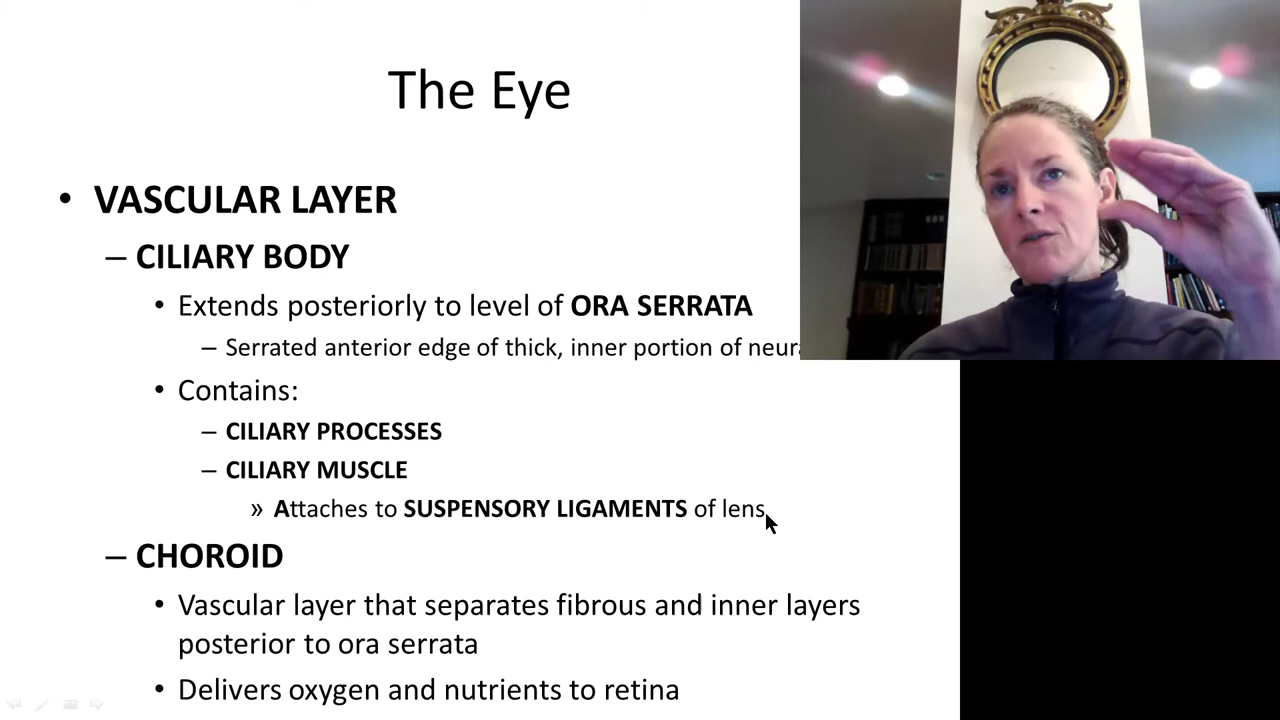 The Eye
• VASCULAR LAYER
– CILIARY BODY
• Extends posteriorly to level of ORA SERRATA
– Serrated anterior edge of thick, inner portion of
• Contains:
– CILIARY PROCESSES
– CILIARY MUSCLE
» Attaches to SUSPENSORY LIGAMENTS of lens
– CHOROID
• Vascular layer that separates fibrous and inner layers
posterior to ora serrata
• Delivers oxygen and nutrients to retina